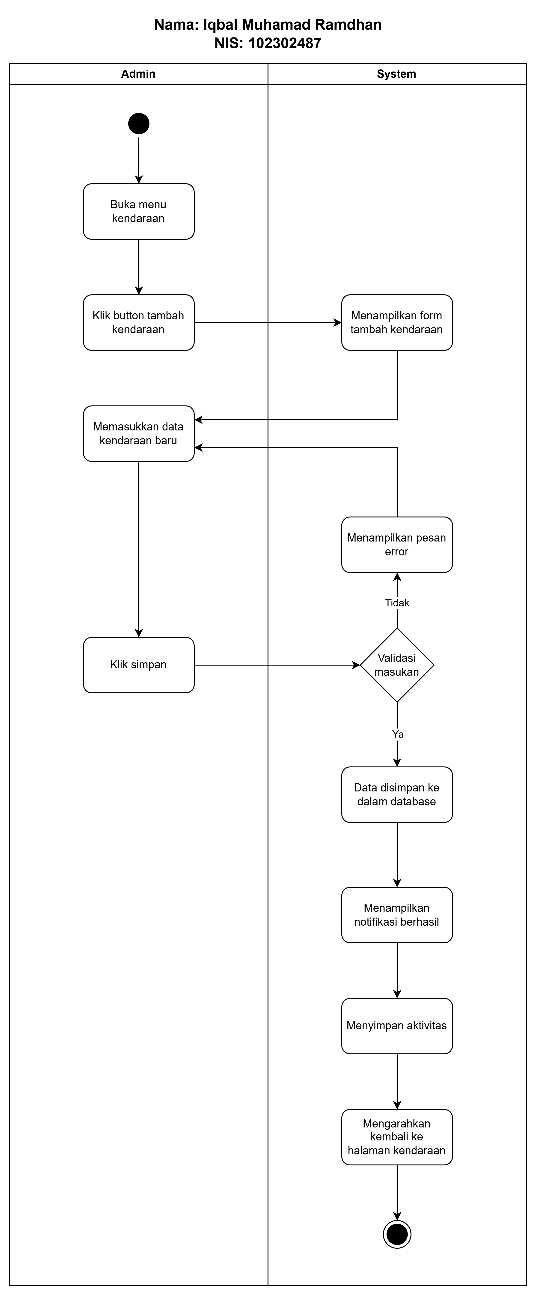 Nama: Iqbal Muhamad Ramdhan
NIS: 102302487
Admin
System
Buka menu
kendaraan
Klik button tambah
kendaraan
Menampilkan form
tambah kendaraan
Memasukkan data
kendaraan baru
Menampilkan pesan
error
Tidak
Klik simpan
Validasi
masukan
Ya
Data disimpan ke
dalam database
Menampilkan
notifikasi berhasil
Menyimpan aktivitas
Mengarahkan
kembali ke
halaman kendaraan